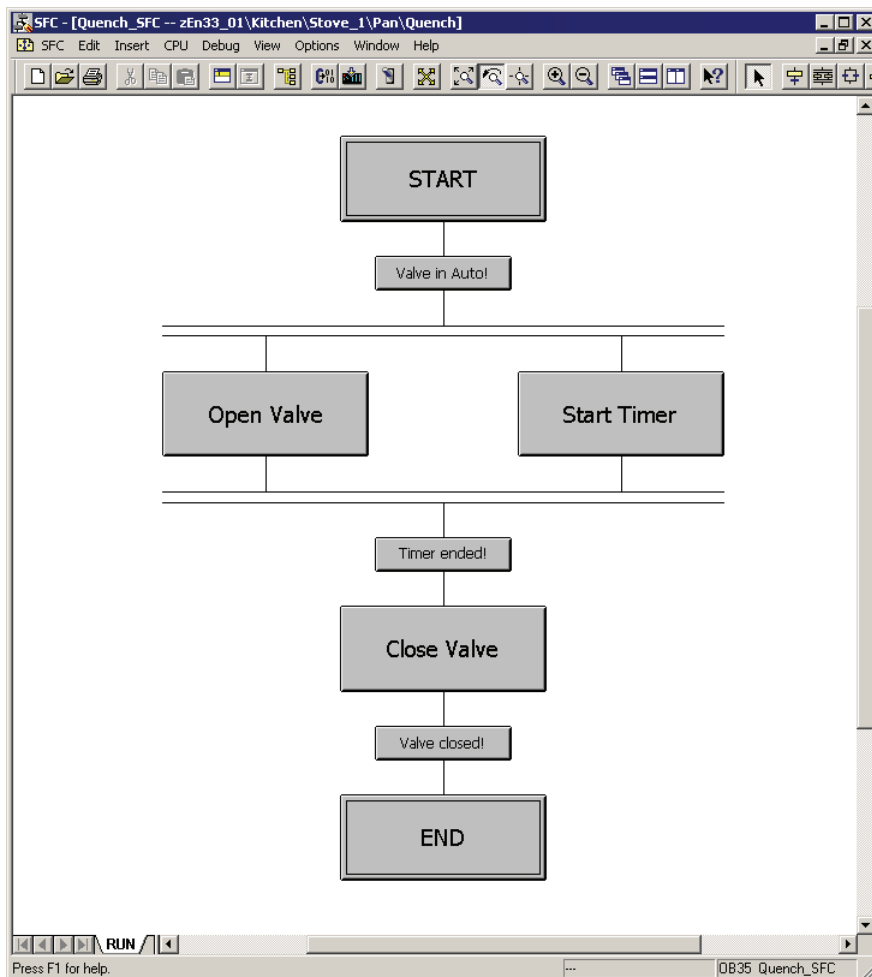 SFC - [Quench_SFC -- zEn33_01\Kitchen\Stove_1\Pan\Quench]
SFC Edit Insert CPU Debug View Options Window Help
START
Valve in Auto!
Open Valve
Start Timer
Timer ended!
Close Valve
Valve closed!
END
RUN
Press F1 for help.
---
OB35 Quench_SFC